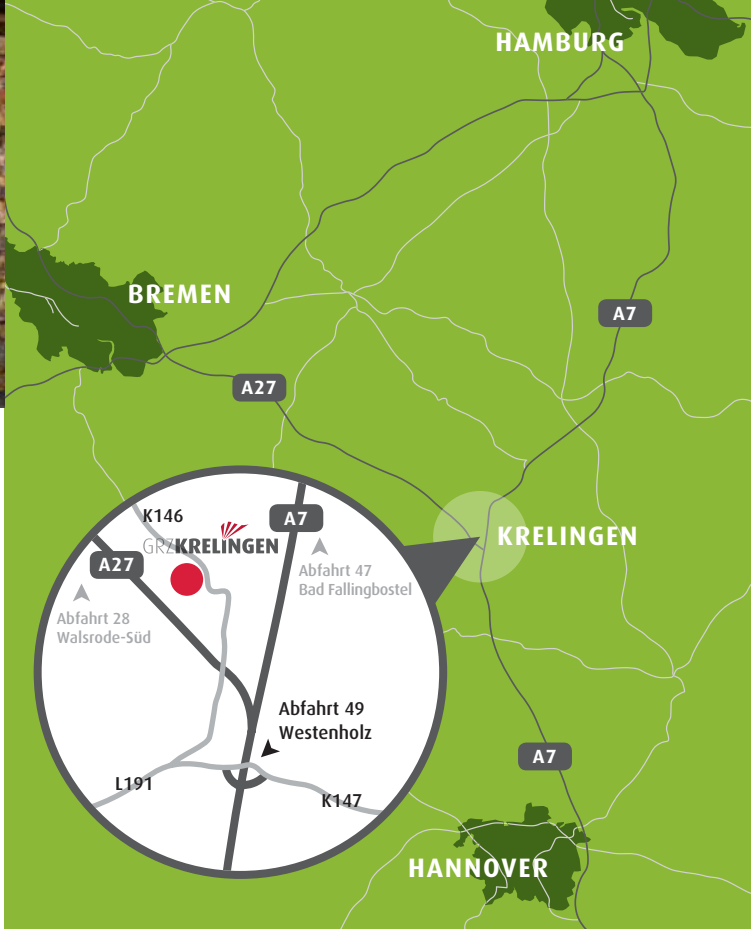 HAMBURG
BREMEN
A7
A27
KRELINGEN
K146
A7
GRZKRELINGEN
A27
Abfahrt 47
Bad Fallingbostel
Abfahrt 28
Walsrode-Süd
Abfahrt 49
Westenholz
A7
L191
K147
HANNOVER